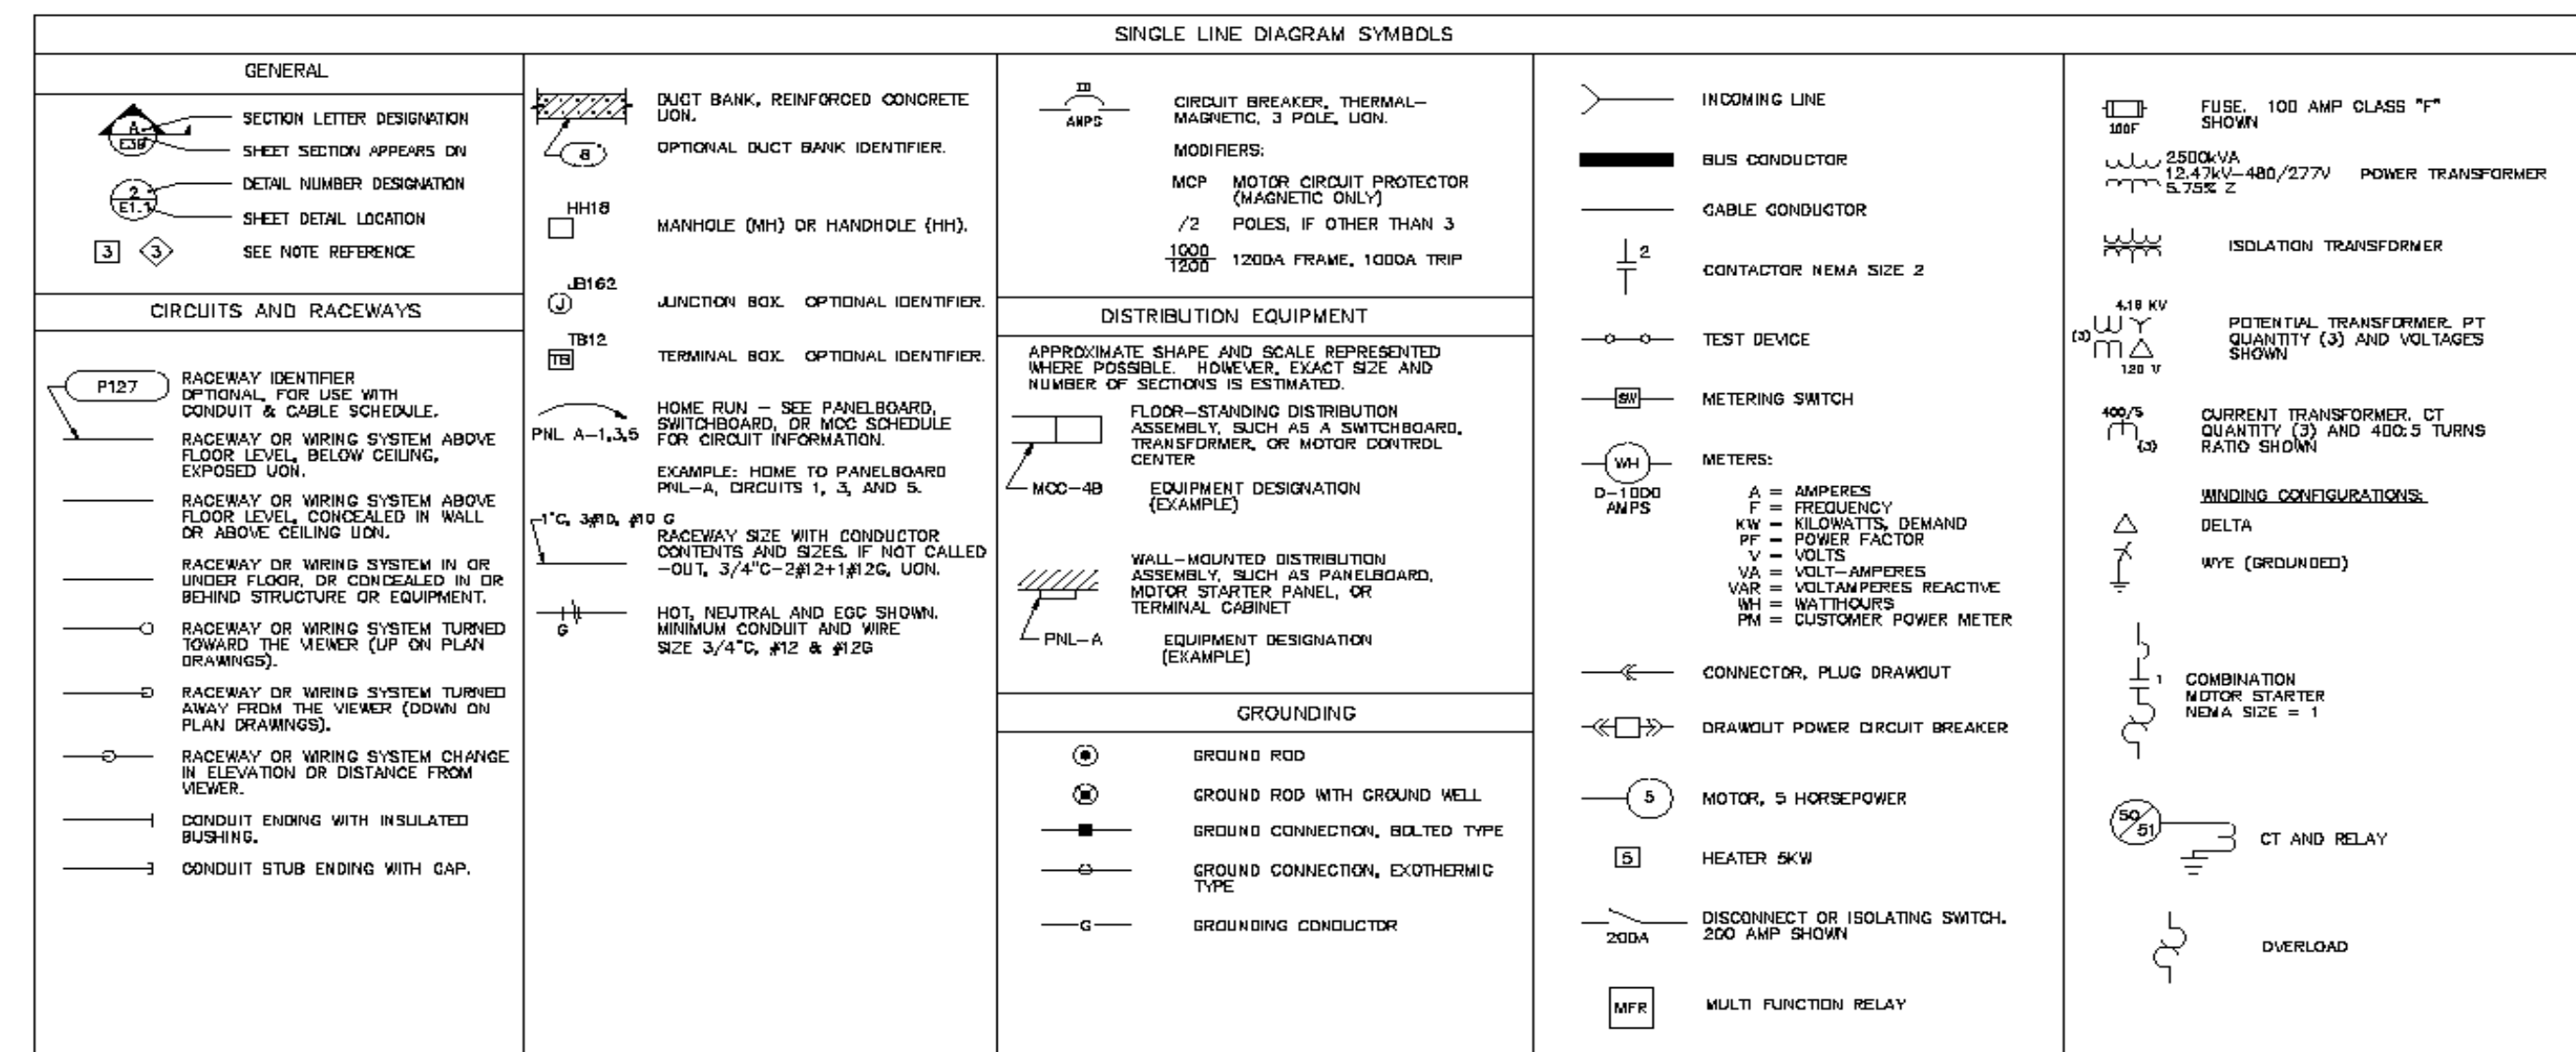 SINGLE LINE DIAGRAM SYMBOLS
GENERAL
A
E3B
SECTION LETTER DESIGNATION
SHEET SECTION APPEARS ON
2
E1.1
DETAIL NUMBER DESIGNATION
SHEET DETAIL LOCATION
3 3 SEE NOTE REFERENCE
CIRCUITS AND RACEWAYS
P127
RACEWAY IDENTIFIER
OPTIONAL, FOR USE WITH
CONDUIT & CABLE SCHEDULE.
RACEWAY OR WIRING SYSTEM ABOVE
FLOOR LEVEL, BELOW CEILING,
EXPOSED UON.
RACEWAY OR WIRING SYSTEM ABOVE
FLOOR LEVEL, CONCEALED IN WALL
OR ABOVE CEILING UON.
RACEWAY OR WIRING SYSTEM IN OR
UNDER FLOOR, OR CONCEALED IN OR
BEHIND STRUCTURE OR EQUIPMENT.
RACEWAY OR WIRING SYSTEM TURNED
TOWARD THE VIEWER (UP ON PLAN
DRAWINGS).
RACEWAY OR WIRING SYSTEM TURNED
AWAY FROM THE VIEWER (DOWN ON
PLAN DRAWINGS).
RACEWAY OR WIRING SYSTEM CHANGE
IN ELEVATION OR DISTANCE FROM
VIEWER.
CONDUIT ENDING WITH INSULATED
BUSHING.
CONDUIT STUB ENDING WITH CAP.
DUCT BANK, REINFORCED CONCRETE
UON.
8
OPTIONAL DUCT BANK IDENTIFIER.
HH18
MANHOLE (MH) OR HANDHOLE (HH).
JB162
J
JUNCTION BOX. OPTIONAL IDENTIFIER.
TB12
TB
TERMINAL BOX. OPTIONAL IDENTIFIER.
PNL A-1,3,5
HOME RUN - SEE PANELBOARD,
SWITCHBOARD, OR MCC SCHEDULE
FOR CIRCUIT INFORMATION.
EXAMPLE: HOME TO PANELBOARD
PNL-A, CIRCUITS 1, 3, AND 5.
1"C, 3#10, #10 G
RACEWAY SIZE WITH CONDUCTOR
CONTENTS AND SIZES. IF NOT CALLED
-OUT, 3/4"C-2#12+1#12G, UON.
G
HOT, NEUTRAL AND EGC SHOWN.
MINIMUM CONDUIT AND WIRE
SIZE 3/4"C, #12 & #12G
ID
AMPS
CIRCUIT BREAKER, THERMAL-
MAGNETIC, 3 POLE, UON.
MODIFIERS:
MCP MOTOR CIRCUIT PROTECTOR
(MAGNETIC ONLY)
/2 POLES, IF OTHER THAN 3
1000
1200
1200A FRAME, 1000A TRIP
DISTRIBUTION EQUIPMENT
APPROXIMATE SHAPE AND SCALE REPRESENTED
WHERE POSSIBLE. HOWEVER, EXACT SIZE AND
NUMBER OF SECTIONS IS ESTIMATED.
FLOOR-STANDING DISTRIBUTION
ASSEMBLY, SUCH AS A SWITCHBOARD,
TRANSFORMER, OR MOTOR CONTROL
CENTER
MCC-4B EQUIPMENT DESIGNATION
(EXAMPLE)
WALL-MOUNTED DISTRIBUTION
ASSEMBLY, SUCH AS PANELBOARD,
MOTOR STARTER PANEL, OR
TERMINAL CABINET
PNL-A EQUIPMENT DESIGNATION
(EXAMPLE)
GROUNDING
GROUND ROD
GROUND ROD WITH GROUND WELL
GROUND CONNECTION, BOLTED TYPE
GROUND CONNECTION, EXOTHERMIC
TYPE
G GROUNDING CONDUCTOR
INCOMING LINE
BUS CONDUCTOR
CABLE CONDUCTOR
2
CONTACTOR NEMA SIZE 2
TEST DEVICE
SW METERING SWITCH
WH METERS:
D-1000
AMPS
A = AMPERES
F = FREQUENCY
KW - KILOWATTS, DEMAND
PF - POWER FACTOR
V - VOLTS
VA = VOLT-AMPERES
VAR = VOLTAMPERES REACTIVE
WH = WATTHOURS
PM = CUSTOMER POWER METER
CONNECTOR, PLUG DRAWOUT
DRAWOUT POWER CIRCUIT BREAKER
5 MOTOR, 5 HORSEPOWER
5 HEATER 5KW
200A
DISCONNECT OR ISOLATING SWITCH.
200 AMP SHOWN
MFR MULTI FUNCTION RELAY
100F
FUSE, 100 AMP CLASS "F"
SHOWN
2500kVA
12.47kV-480/277V
5.75% Z
POWER TRANSFORMER
ISOLATION TRANSFORMER
4.16 KV
(3)
120 V
POTENTIAL TRANSFORMER, PT
QUANTITY (3) AND VOLTAGES
SHOWN
400/5
(3)
CURRENT TRANSFORMER, CT
QUANTITY (3) AND 400:5 TURNS
RATIO SHOWN
WINDING CONFIGURATIONS:
DELTA
WYE (GROUNDED)
1
COMBINATION
MOTOR STARTER
NEMA SIZE = 1
50
51
CT AND RELAY
OVERLOAD